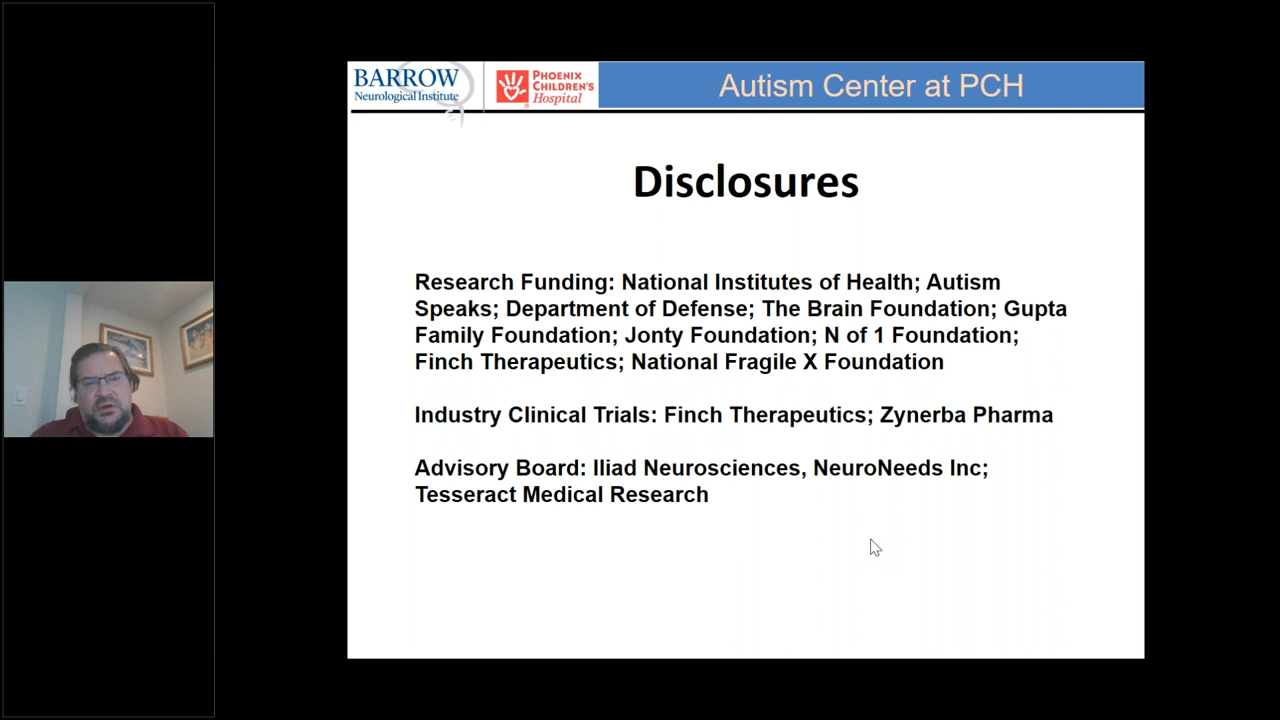 BARROW
Neurological Institute
PHOENIX
CHILDREN'S
Hospital
Autism Center at PCH
Disclosures
Research Funding: National Institutes of Health; Autism
Speaks; Department of Defense; The Brain Foundation; Gupta
Family Foundation; Jonty Foundation; N of 1 Foundation;
Finch Therapeutics; National Fragile X Foundation
Industry Clinical Trials: Finch Therapeutics; Zynerba Pharma
Advisory Board: Iliad Neurosciences, NeuroNeeds Inc;
Tesseract Medical Research